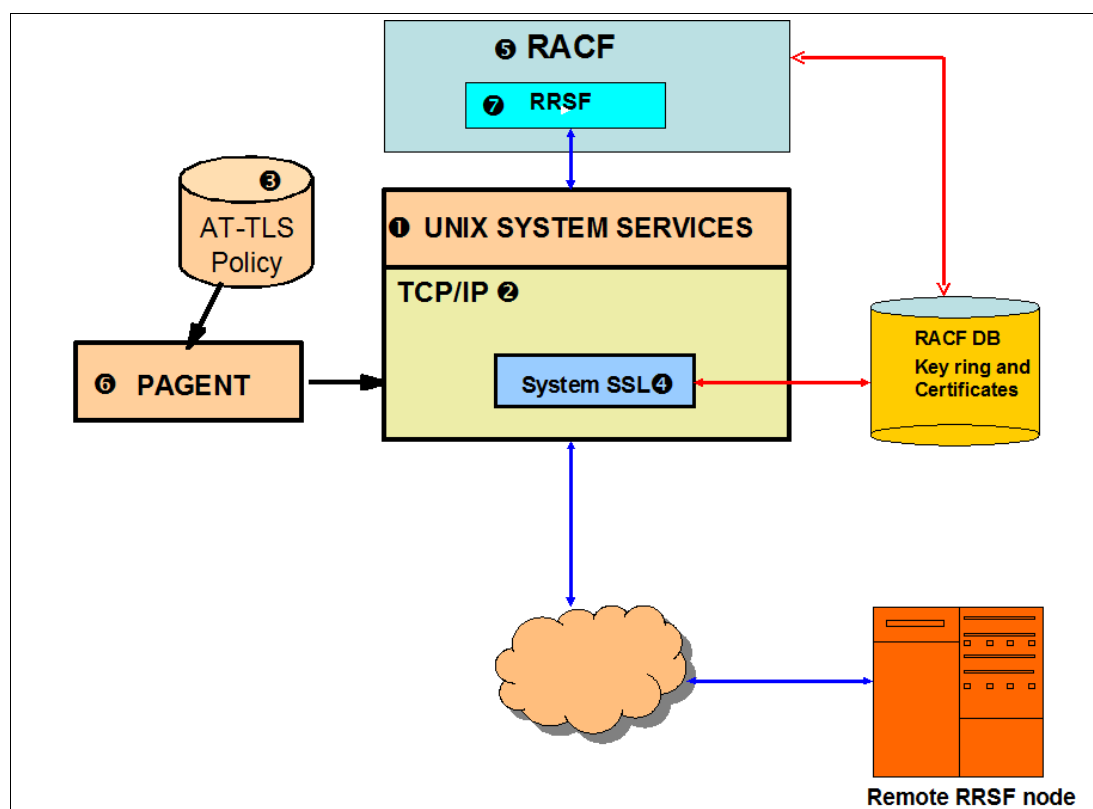 ❺ RACF
❼ RRSF
❸
AT-TLS
Policy
❶ UNIX SYSTEM SERVICES
TCP/IP ❷
RACF DB
Key ring and
Certificates
❻ PAGENT
System SSL❹
Remote RRSF node